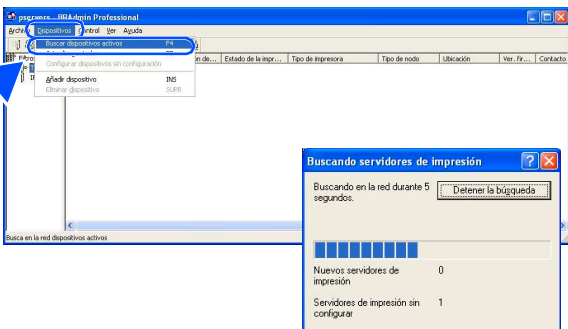 pservers - BRAdmin Professional
Archivo Dispositivos Control Ver Ayuda
Buscar dispositivos activos F4
Configurar dispositivos sin configuración
Añadir dispositivo INS
Eliminar dispositivo SUPR
Filtros
ón de... Estado de la impr... Tipo de impresora Tipo de nodo Ubicación Ver. fir... Contacto
Busca en la red dispositivos activos
Buscando servidores de impresión
Buscando en la red durante 5
segundos.
Detener la búsqueda
Nuevos servidores de
impresión
0
Servidores de impresión sin
configurar
1